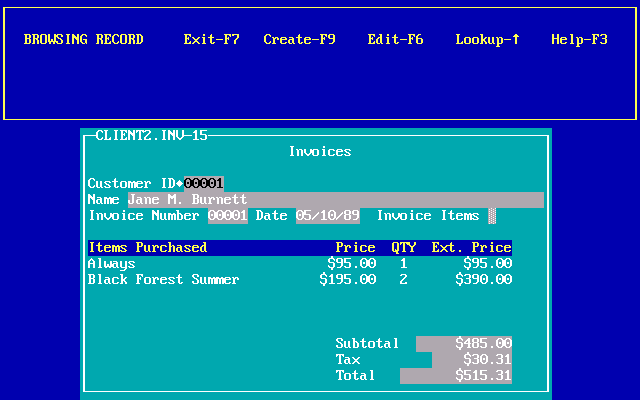 BROWSING RECORD Exit-F7 Create-F9 Edit-F6 Lookup-↑ Help-F3
CLIENT2.INV-15
Invoices
Customer ID♦00001
Name Jane M. Burnett
Invoice Number 00001 Date 05/10/89 Invoice Items
Items Purchased Price QTY Ext. Price
Always $95.00 1 $95.00
Black Forest Summer $195.00 2 $390.00
Subtotal $485.00
Tax $30.31
Total $515.31